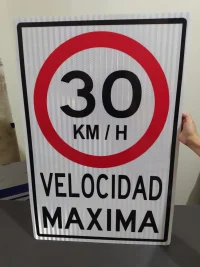 30
KM / H
VELOCIDAD
MAXIMA